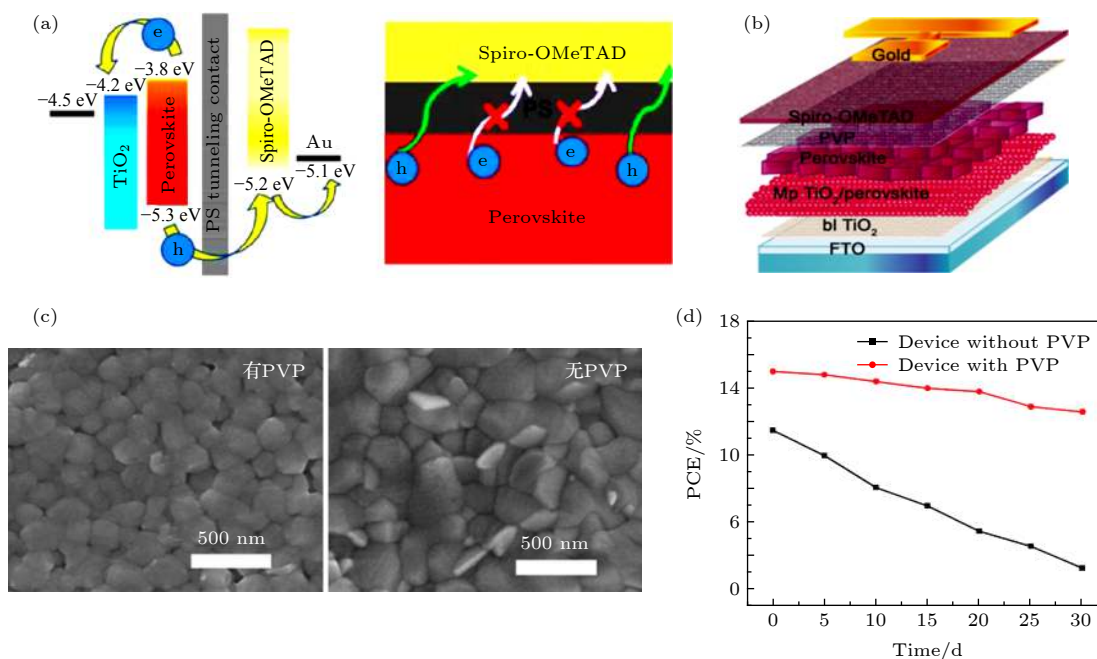 (a)
e
−3.8 eV
−4.2 eV
−4.5 eV
TiO2
Perovskite
PS tunneling contact
Spiro-OMeTAD
Au
−5.1 eV
−5.2 eV
−5.3 eV
h
Spiro-OMeTAD
PS
h
e
e
h
Perovskite
(b)
Gold
Spiro-OMeTAD
PVP
Perovskite
Mp TiO2/perovskite
bl TiO2
FTO
(c)
有PVP
500 nm
无PVP
500 nm
(d)
18
14
10
6
0
PCE/%
Device without PVP
Device with PVP
0 5 10 15 20 25 30
Time/d